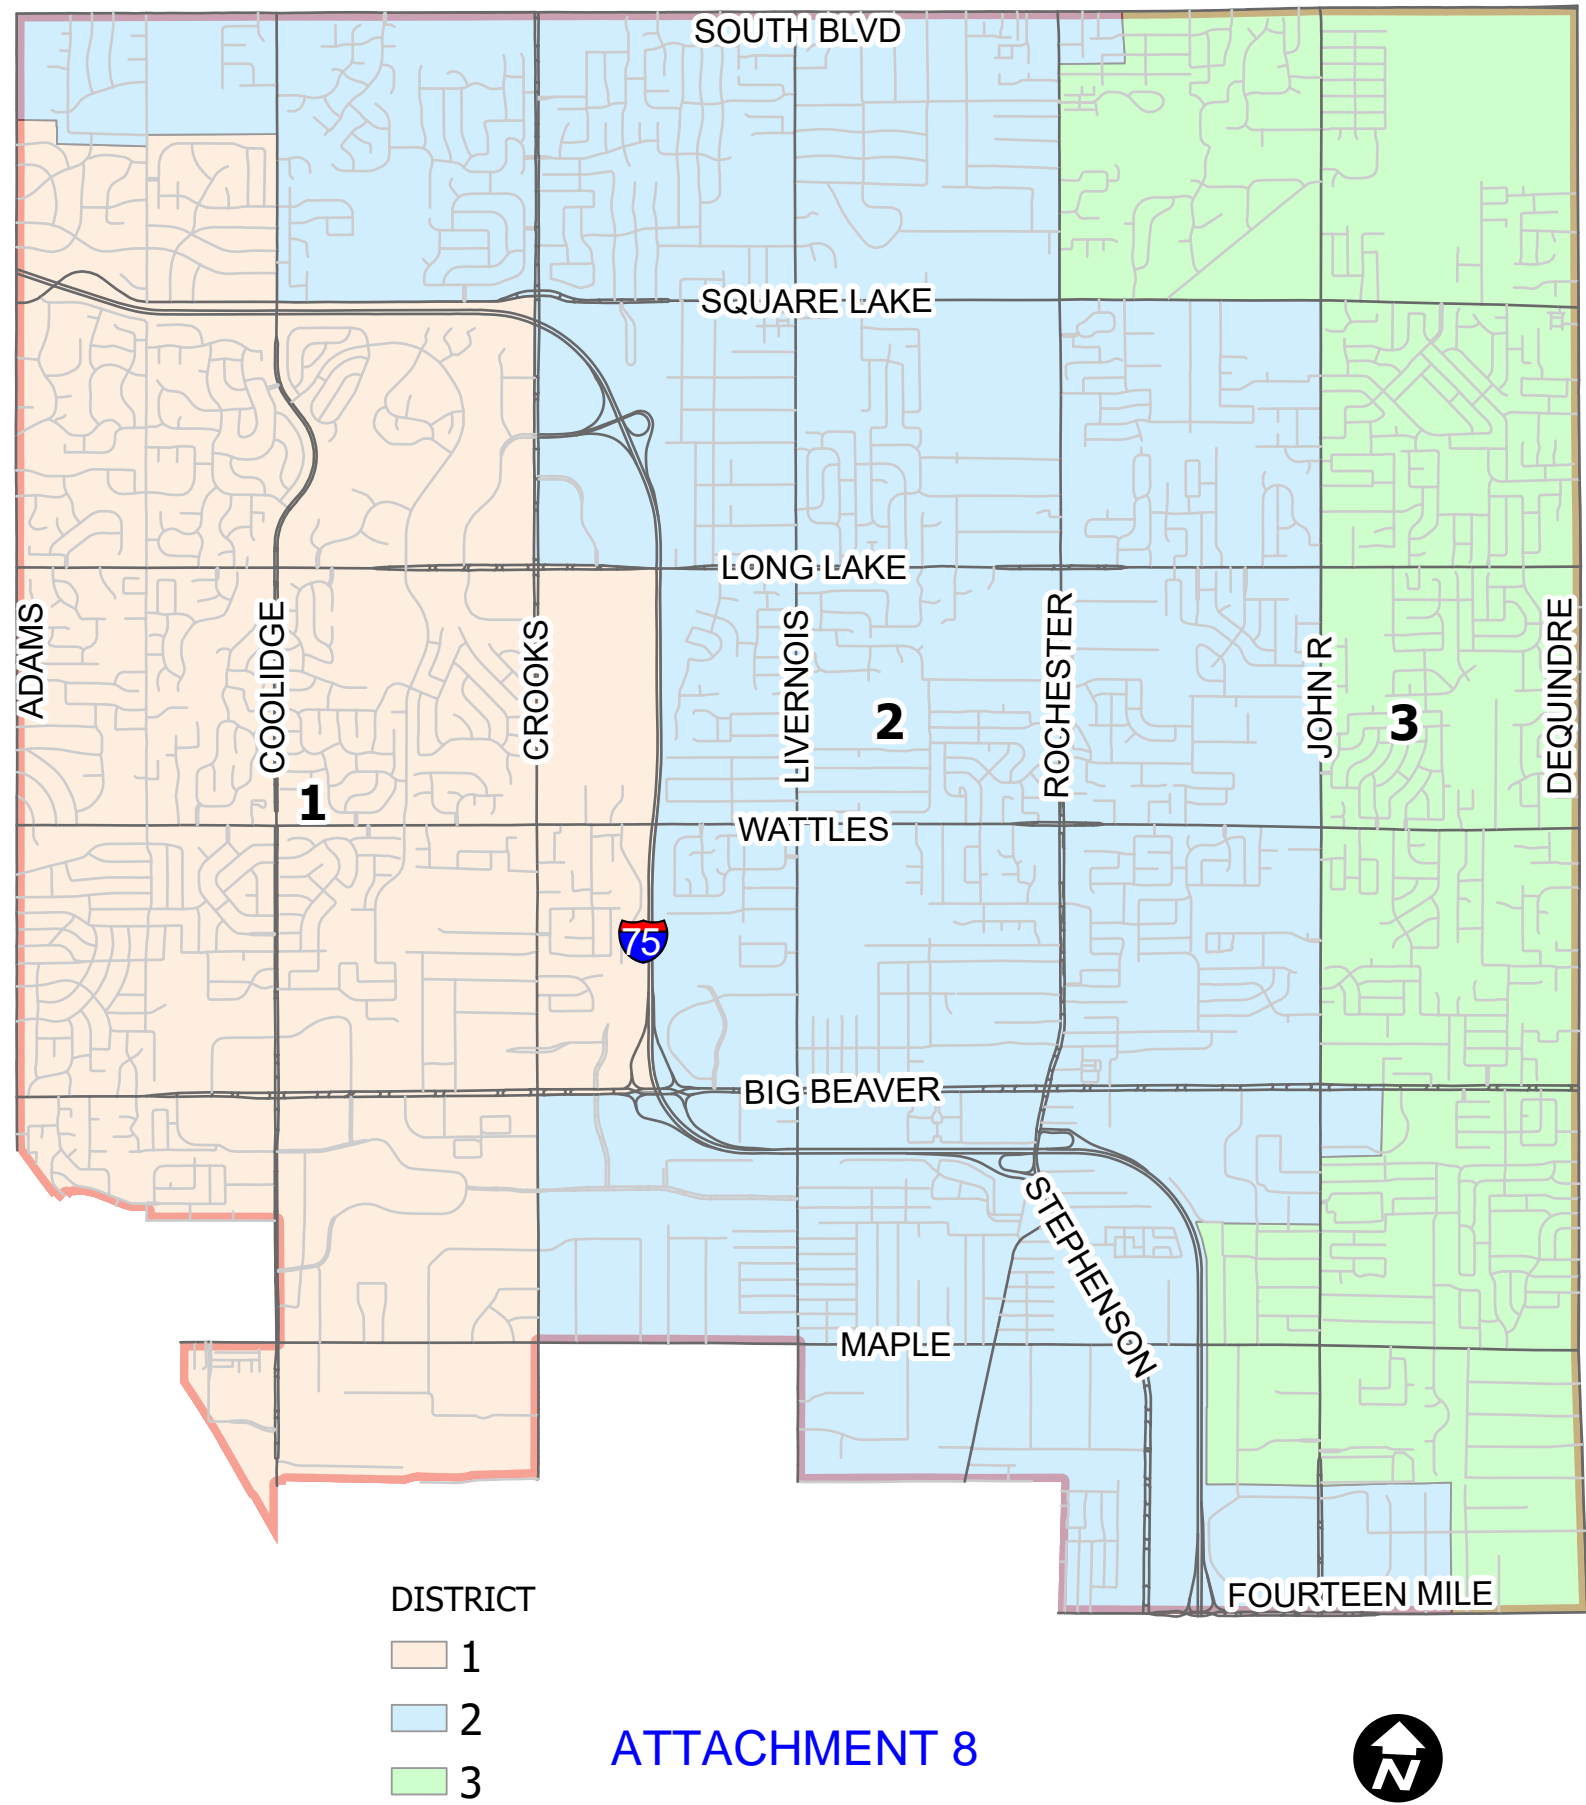 SOUTH BLVD
SQUARE LAKE
LONG LAKE
ADAMS
COOLIDGE
CROOKS
LIVERNOIS
ROCHESTER
JOHN R
DEQUINDRE
1
2
3
WATTLES
75
BIG BEAVER
STEPHENSON
MAPLE
FOURTEEN MILE
DISTRICT
1
2
3
ATTACHMENT 8
N